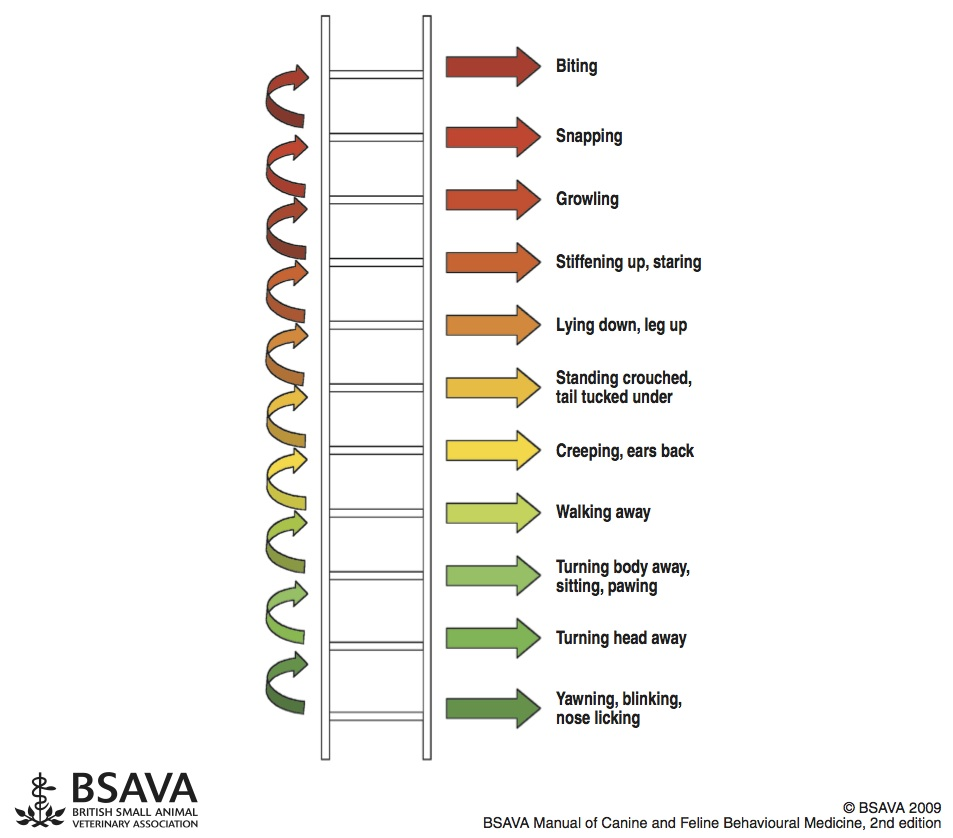 Biting
Snapping
Growling
Stiffening up, staring
Lying down, leg up
Standing crouched,
tail tucked under
Creeping, ears back
Walking away
Turning body away,
sitting, pawing
Turning head away
Yawning, blinking,
nose licking
BSAVA
BRITISH SMALL ANIMAL
VETERINARY ASSOCIATION
© BSAVA 2009
BSAVA Manual of Canine and Feline Behavioural Medicine, 2nd edition